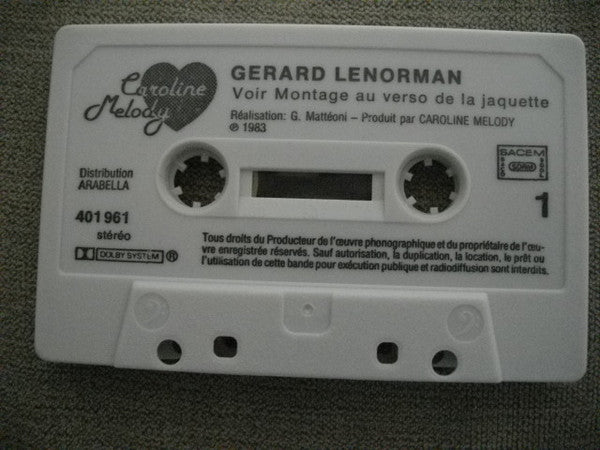 Caroline
Melody
GERARD LENORMAN
Voir Montage au verso de la jaquette
Réalisation: G. Mattéoni – Produit par CAROLINE MELODY
℗ 1983
SACEM
Distribution
ARABELLA
401 961
stéréo
DOLBY SYSTEM ®
1
Tous droits du Producteur de l'œuvre phonographique et du propriétaire de l'œu-
vre enregistrée réservés. Sauf autorisation, la duplication, la location, le prêt ou
l'utilisation de cette bande pour exécution publique et radiodiffusion sont interdits.